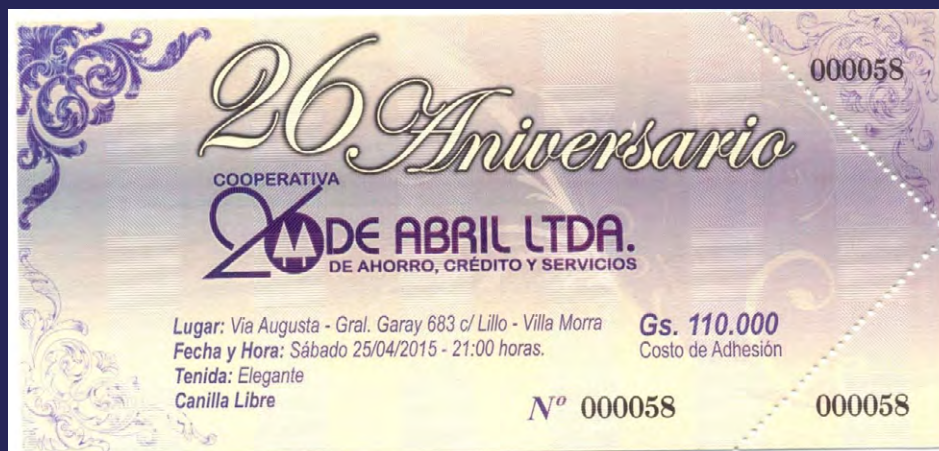 000058
26 Aniversario
COOPERATIVA
26 DE ABRIL LTDA.
DE AHORRO, CRÉDITO Y SERVICIOS
Lugar: Via Augusta - Gral. Garay 683 c/ Lillo - Villa Morra
Fecha y Hora: Sábado 25/04/2015 - 21:00 horas.
Tenida: Elegante
Canilla Libre
Gs. 110.000
Costo de Adhesión
Nº 000058
000058